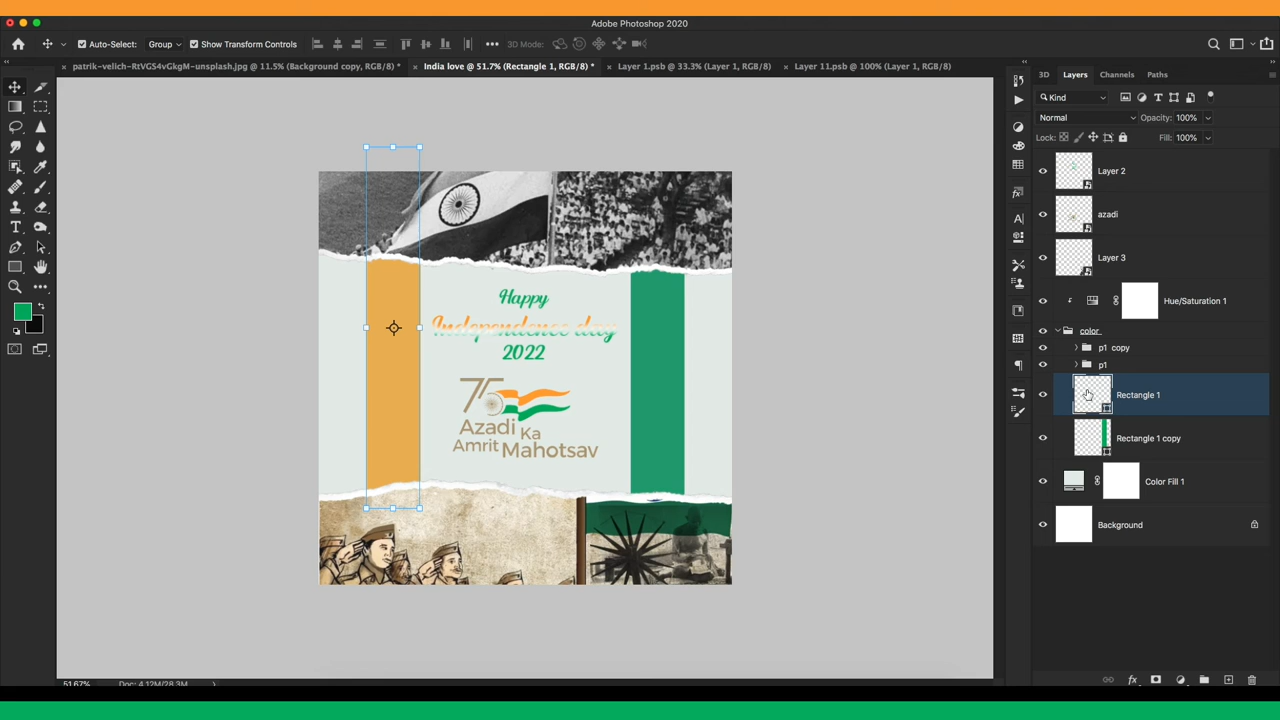 Adobe Photoshop 2020
Auto-Select: Group Show Transform Controls 3D Mode:
patrik-velich-RtVGS4vGkgM-unsplash.jpg @ 11.5% (Background copy, RGB/8) * India love @ 51.7% (Rectangle 1, RGB/8) * Layer 1.psb @ 33.3% (Layer 1, RGB/8) Layer 11.psb @ 100% (Layer 1, RGB/8)
3D Layers Channels Paths
Kind
Normal Opacity: 100%
Lock: Fill: 100%
Layer 2
azadi
Layer 3
Hue/Saturation 1
color
p1 copy
p1
Rectangle 1
Rectangle 1 copy
Color Fill 1
Background
Happy
Independence day
2022
75
Azadi Ka
Amrit Mahotsav
51.67% Doc: 4.12M/28.3M